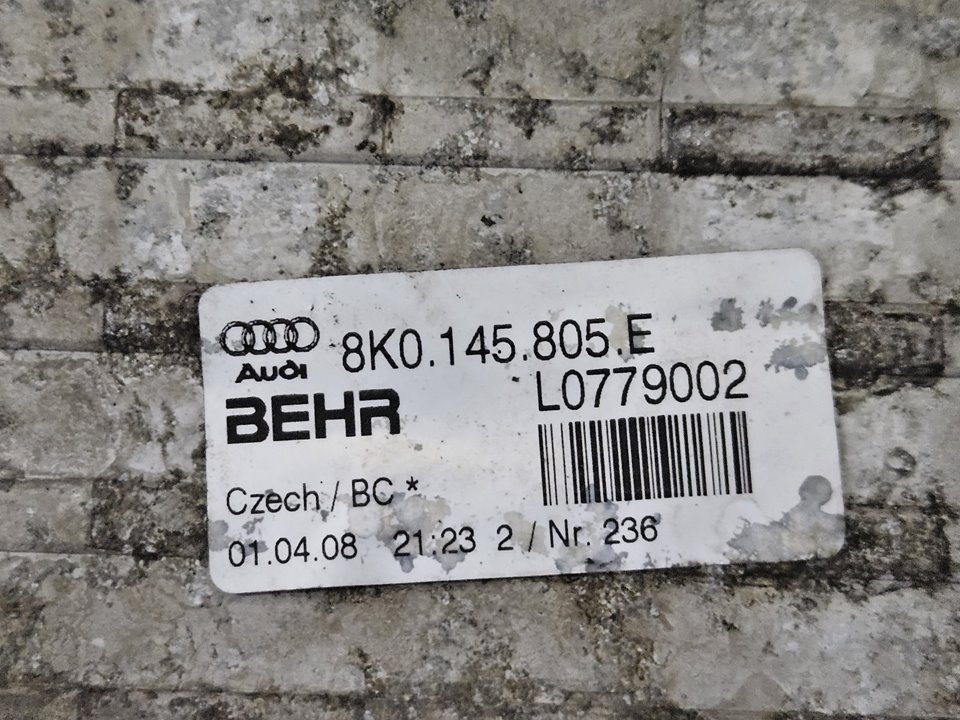 8K0.145.805.E
Audi
L0779002
BEHR
Czech / BC *
01.04.08 21:23 2 / Nr. 236